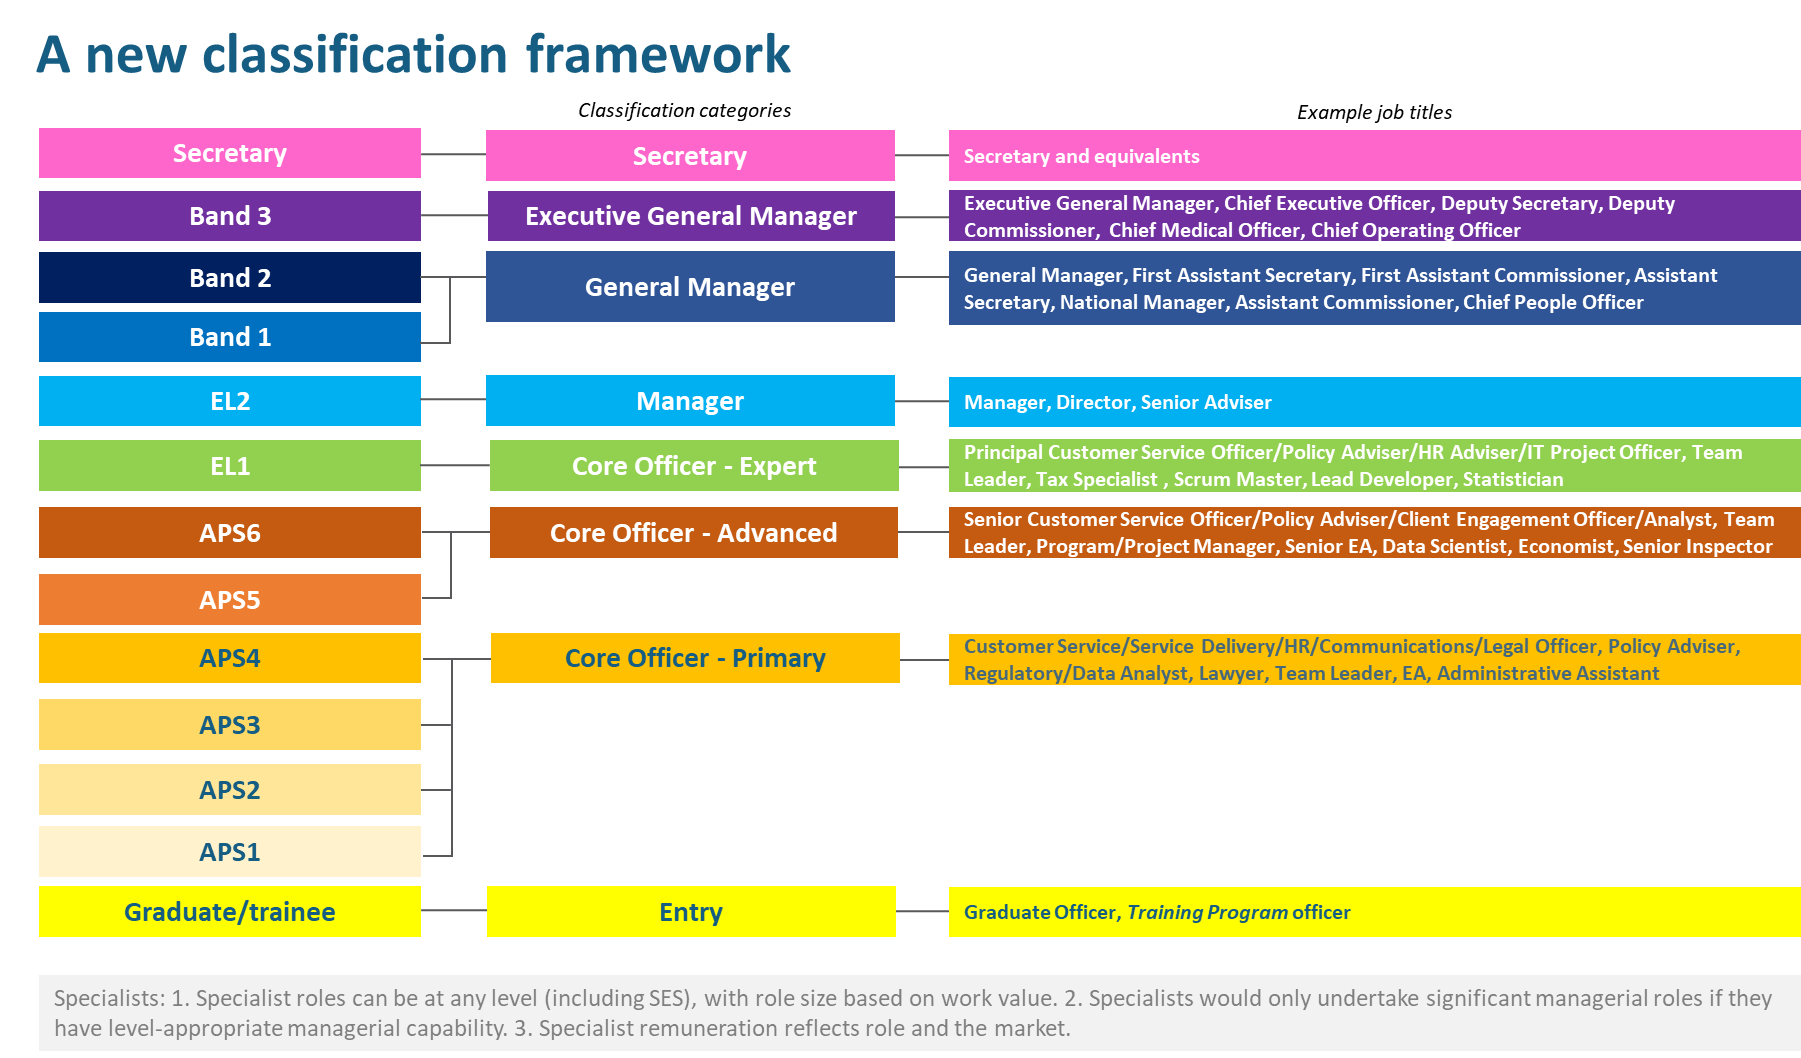 A new classification framework
Classification categories
Example job titles
Secretary
Secretary
Secretary and equivalents
Band 3
Executive General Manager
Executive General Manager, Chief Executive Officer, Deputy Secretary, Deputy
Commissioner, Chief Medical Officer, Chief Operating Officer
Band 2
General Manager
General Manager, First Assistant Secretary, First Assistant Commissioner, Assistant
Secretary, National Manager, Assistant Commissioner, Chief People Officer
Band 1
EL2
Manager
Manager, Director, Senior Adviser
EL1
Core Officer - Expert
Principal Customer Service Officer/Policy Adviser/HR Adviser/IT Project Officer, Team
Leader, Tax Specialist , Scrum Master, Lead Developer, Statistician
APS6
Core Officer - Advanced
Senior Customer Service Officer/Policy Adviser/Client Engagement Officer/Analyst, Team
Leader, Program/Project Manager, Senior EA, Data Scientist, Economist, Senior Inspector
APS5
APS4
Core Officer - Primary
Customer Service/Service Delivery/HR/Communications/Legal Officer, Policy Adviser,
Regulatory/Data Analyst, Lawyer, Team Leader, EA, Administrative Assistant
APS3
APS2
APS1
Graduate/trainee
Entry
Graduate Officer, Training Program officer
Specialists: 1. Specialist roles can be at any level (including SES), with role size based on work value. 2. Specialists would only undertake significant managerial roles if they
have level-appropriate managerial capability. 3. Specialist remuneration reflects role and the market.